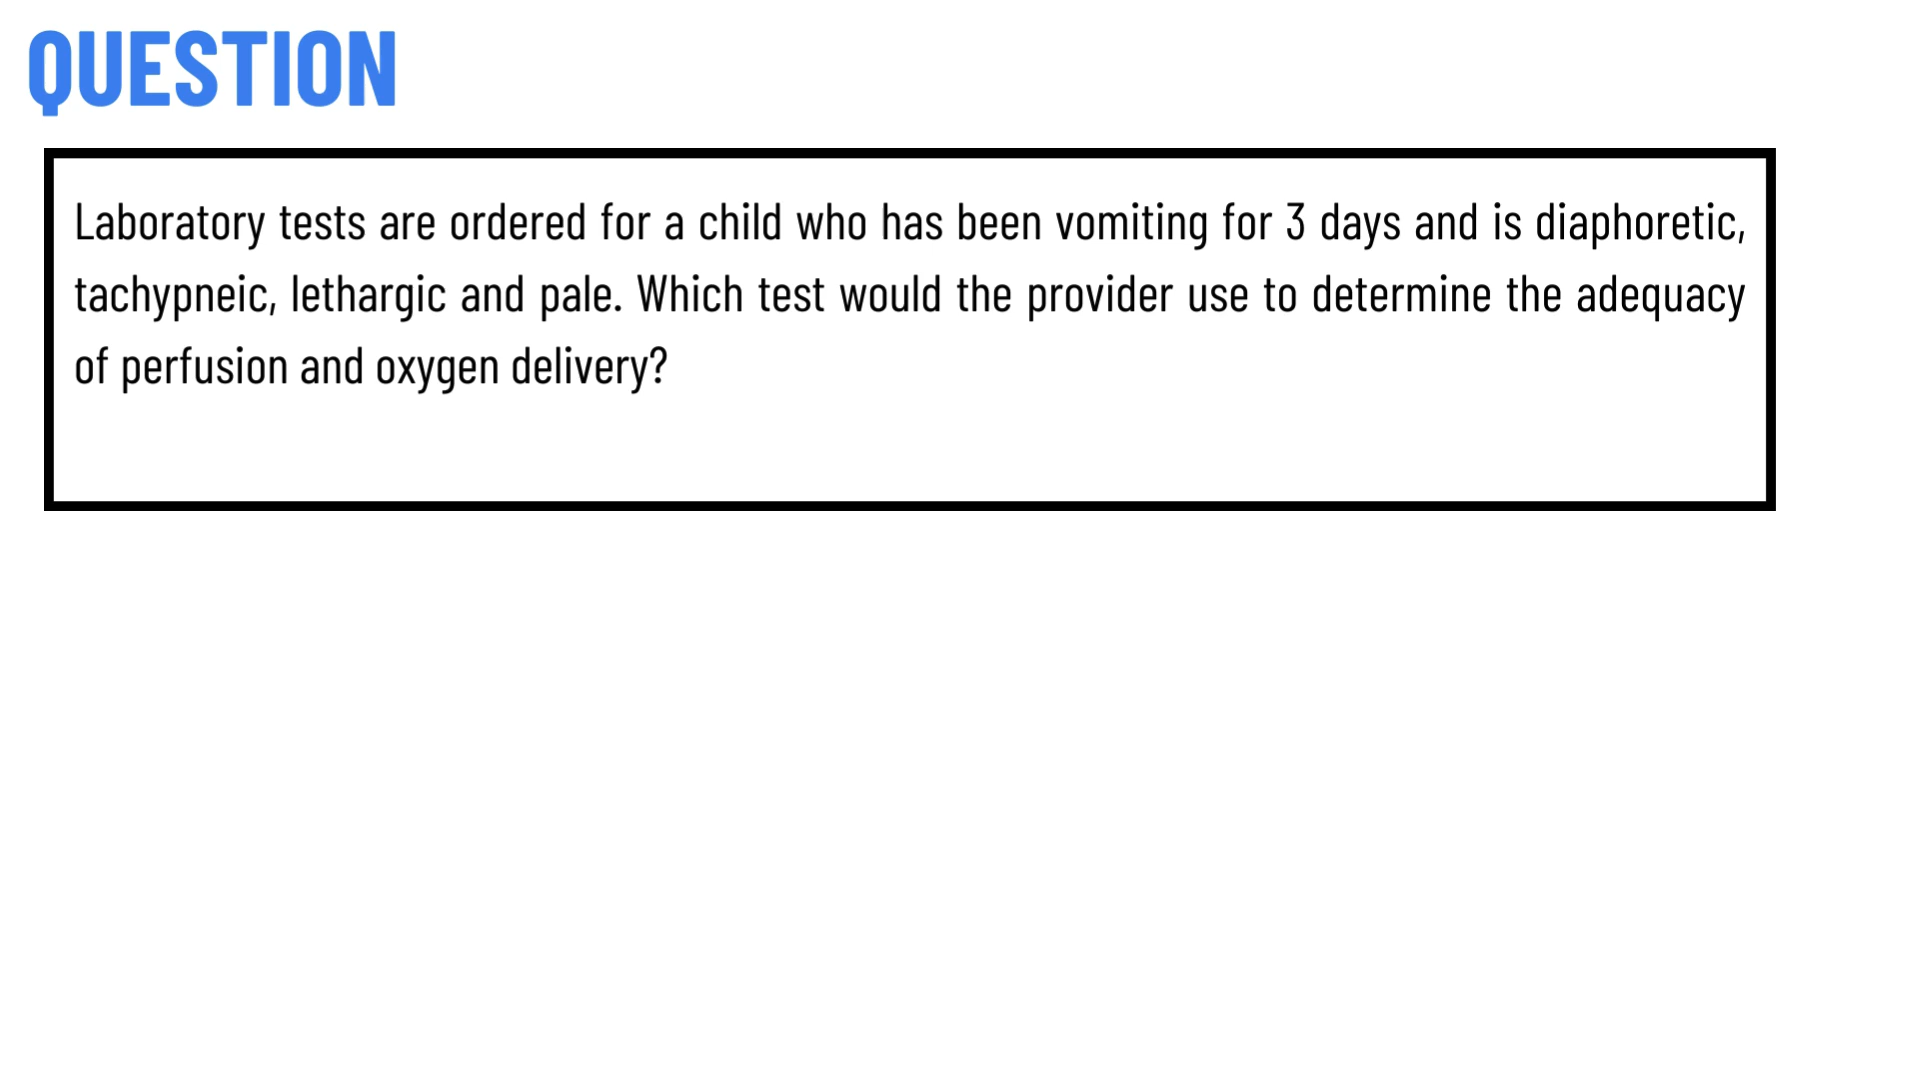 QUESTION
Laboratory tests are ordered for a child who has been vomiting for 3 days and is diaphoretic,
tachypneic, lethargic and pale. Which test would the provider use to determine the adequacy
of perfusion and oxygen delivery?